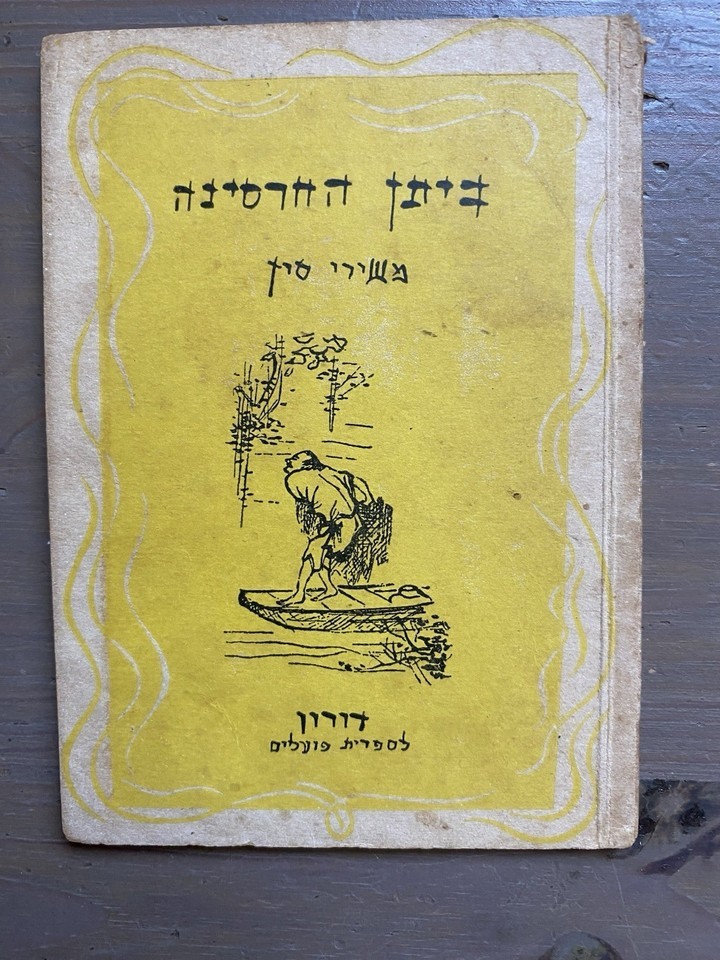 ביתן החרסינה
משירי סין
דורון
לספרית פועלים